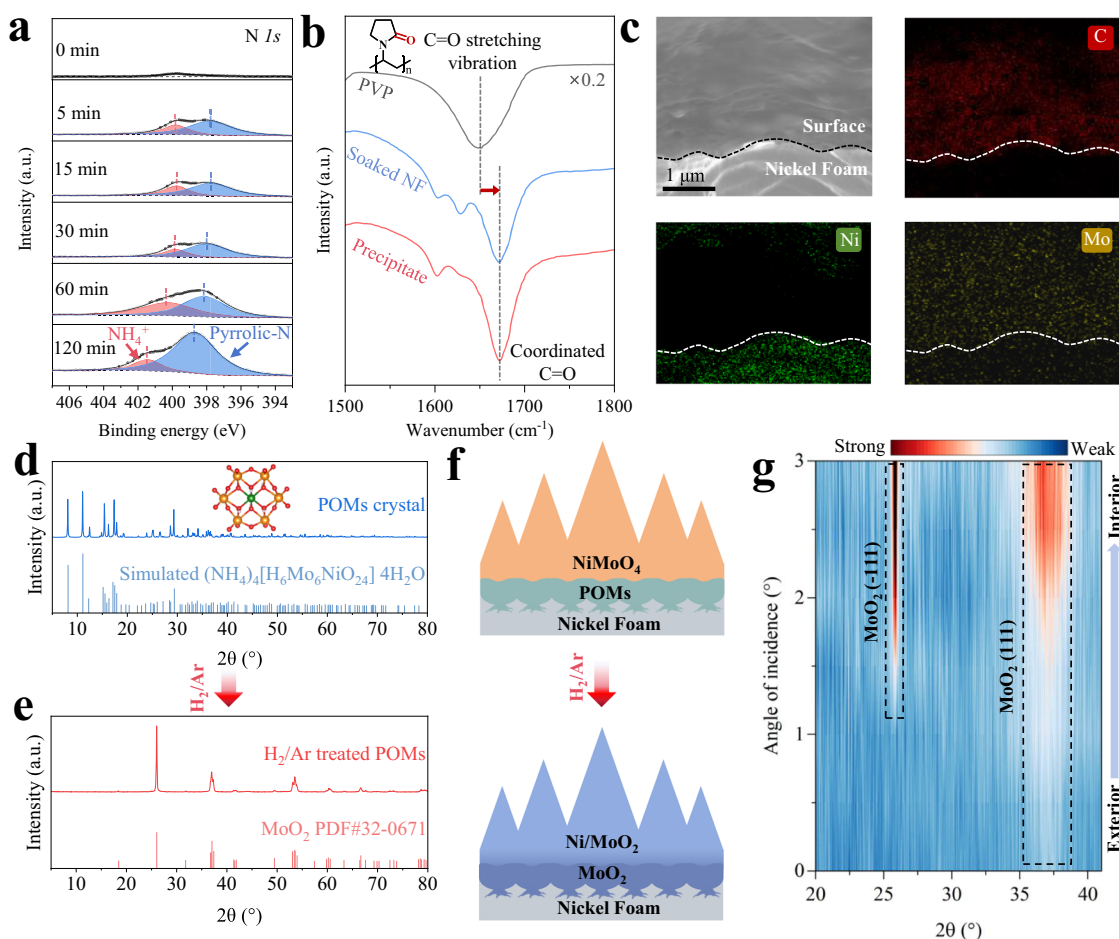 a
N 1s
0 min
5 min
15 min
30 min
60 min
120 min
NH₄⁺
Pyrrolic-N
406 404 402 400 398 396 394
Binding energy (eV)
Intensity (a.u.)
b
O
N
n
C=O stretching
vibration
×0.2
PVP
Soaked NF
Precipitate
Coordinated
C=O
1500 1600 1700 1800
Wavenumber (cm⁻¹)
Intensity (a.u.)
c
Surface
Nickel Foam
1 μm
C
Ni
Mo
d
POMs crystal
Simulated (NH₄)₄[H₆Mo₆NiO₂₄] 4H₂O
10 20 30 40 50 60 70 80
2θ (°)
Intensity (a.u.)
H₂/Ar
e
H₂/Ar treated POMs
MoO₂ PDF#32-0671
10 20 30 40 50 60 70 80
2θ (°)
Intensity (a.u.)
f
NiMoO₄
POMs
Nickel Foam
H₂/Ar
Ni/MoO₂
MoO₂
Nickel Foam
g
Strong
Weak
MoO₂ (-111)
MoO₂ (111)
3
2
1
0
Angle of incidence (°)
20 25 30 35 40
2θ (°)
Interior
Exterior